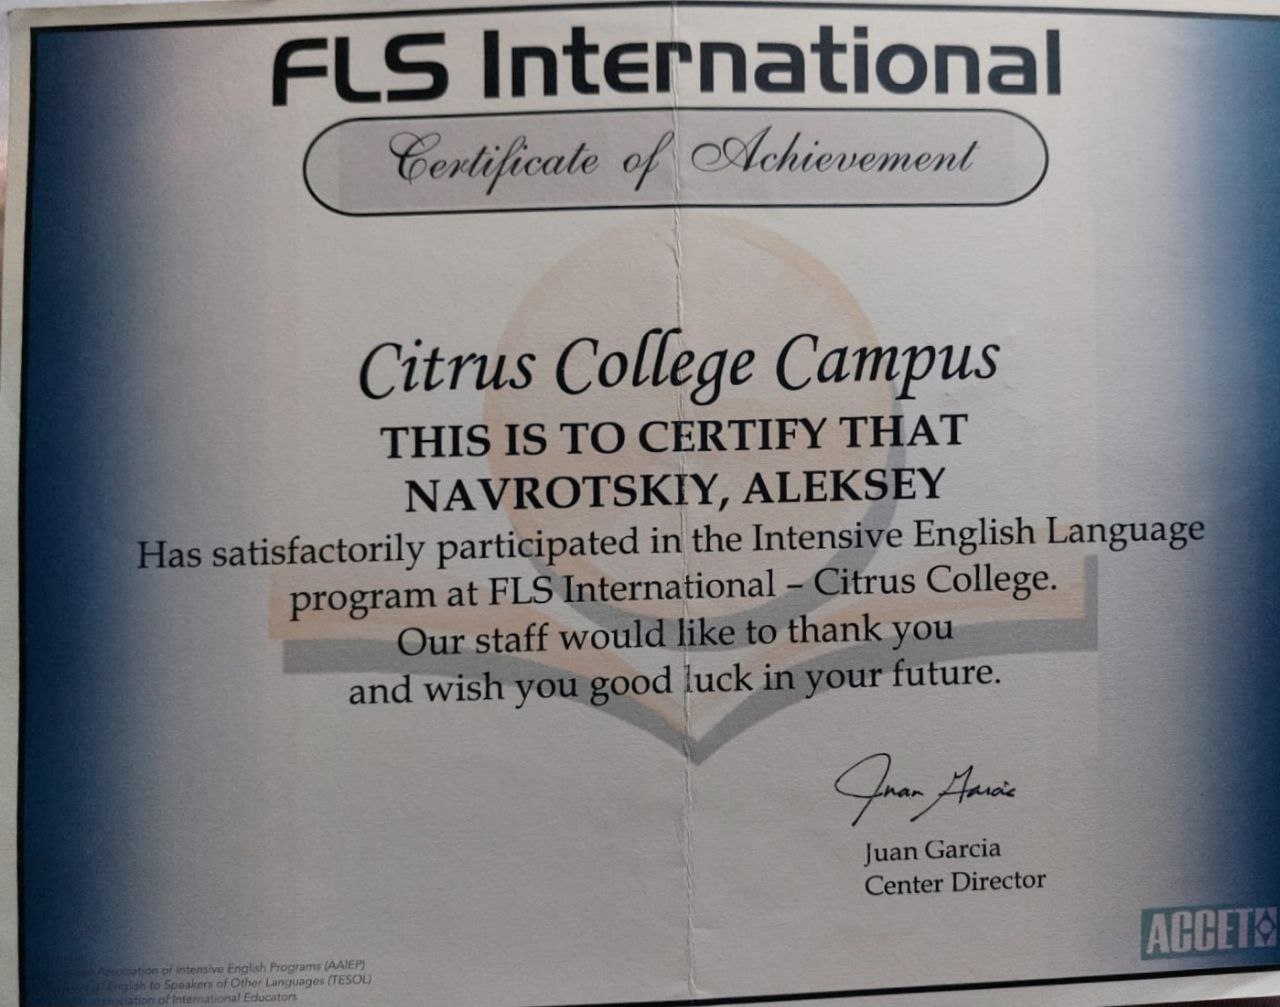 FLS International
Certificate of Achievement
Citrus College Campus
THIS IS TO CERTIFY THAT
NAVROTSKIY, ALEKSEY
Has satisfactorily participated in the Intensive English Language
program at FLS International – Citrus College.
Our staff would like to thank you
and wish you good luck in your future.
Juan Garcia
Juan Garcia
Center Director
ACCET
Association of Intensive English Programs (AAIEP)
English to Speakers of Other Languages (TESOL)
Association of International Educators